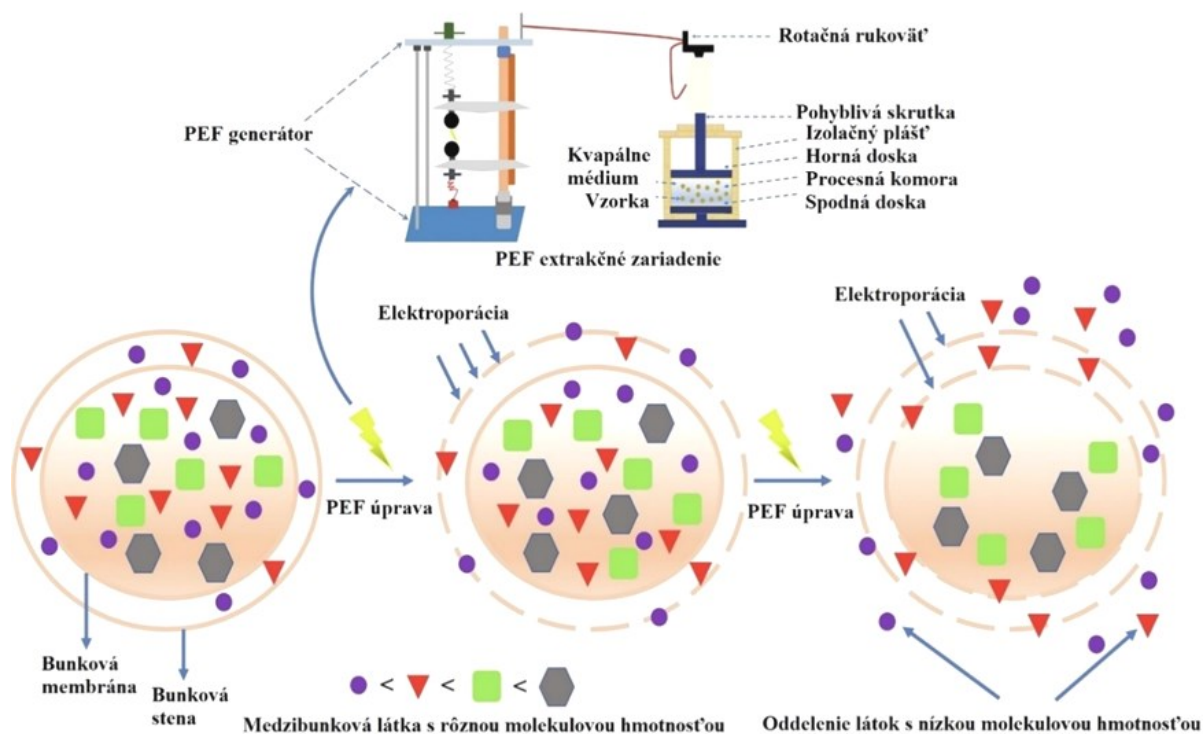 Rotačná rukoväť
PEF generátor
Pohyblivá skrutka
Izolačný plášť
Kvapálne
médium
Vzorka
Horná doska
Procesná komora
Spodná doska
PEF extrakčné zariadenie
Elektroporácia
Elektroporácia
PEF úprava
PEF úprava
Bunková
membrána
Bunková
stena
< < <
Medzibunková látka s rôznou molekulovou hmotnosťou
Oddelenie látok s nízkou molekulovou hmotnosťou